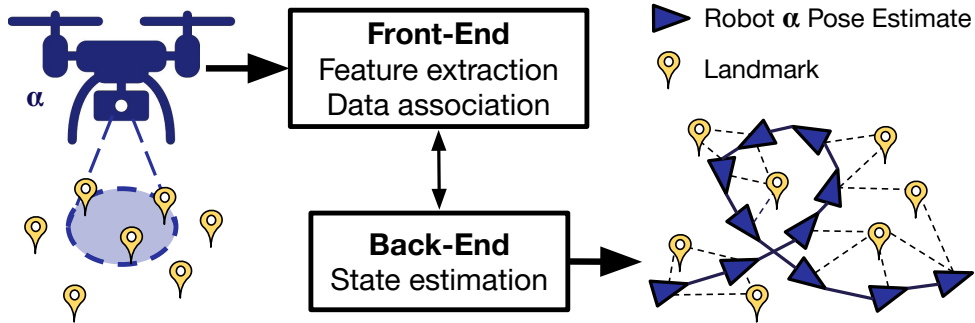 α
Front-End
Feature extraction
Data association
Back-End
State estimation
Robot α Pose Estimate
Landmark